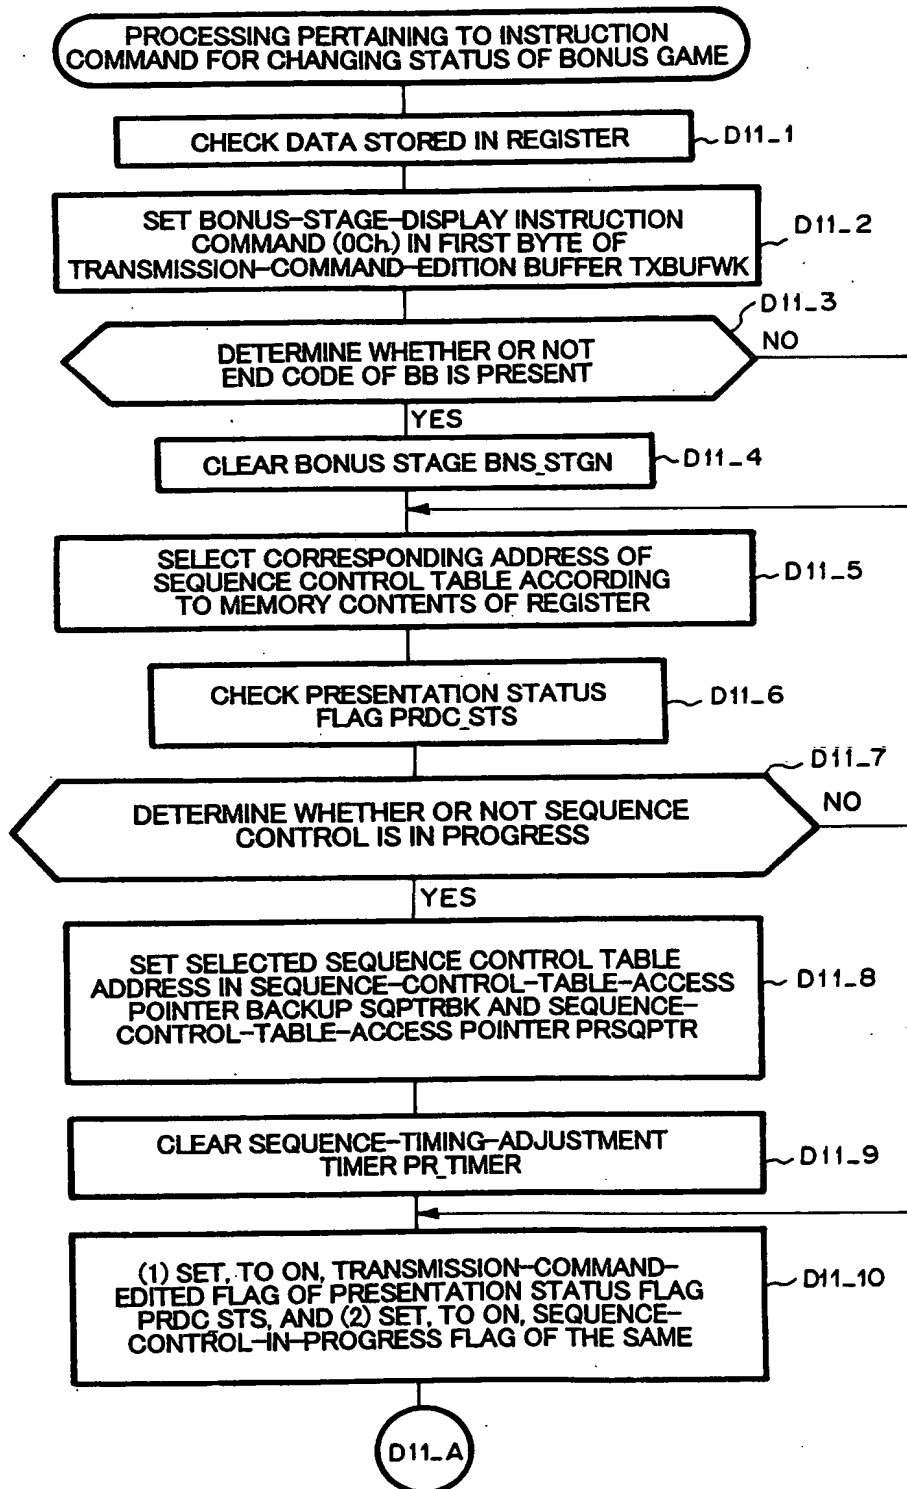 PROCESSING PERTAINING TO INSTRUCTION
COMMAND FOR CHANGING STATUS OF BONUS GAME
CHECK DATA STORED IN REGISTER
D11_1
SET BONUS-STAGE-DISPLAY INSTRUCTION
COMMAND (0Ch) IN FIRST BYTE OF
TRANSMISSION-COMMAND-EDITION BUFFER TXBUFWK
D11_2
D11_3
DETERMINE WHETHER OR NOT
END CODE OF BB IS PRESENT
NO
YES
CLEAR BONUS STAGE BNS_STGN
D11_4
SELECT CORRESPONDING ADDRESS OF
SEQUENCE CONTROL TABLE ACCORDING
TO MEMORY CONTENTS OF REGISTER
D11_5
CHECK PRESENTATION STATUS
FLAG PRDC_STS
D11_6
D11_7
DETERMINE WHETHER OR NOT SEQUENCE
CONTROL IS IN PROGRESS
NO
YES
SET SELECTED SEQUENCE CONTROL TABLE
ADDRESS IN SEQUENCE-CONTROL-TABLE-ACCESS
POINTER BACKUP SQPTRBK AND SEQUENCE-
CONTROL-TABLE-ACCESS POINTER PRSQPTR
D11_8
CLEAR SEQUENCE-TIMING-ADJUSTMENT
TIMER PR_TIMER
D11_9
(1) SET, TO ON, TRANSMISSION-COMMAND-
EDITED FLAG OF PRESENTATION STATUS FLAG
PRDC_STS, AND (2) SET, TO ON, SEQUENCE-
CONTROL-IN-PROGRESS FLAG OF THE SAME
D11_10
D11_A